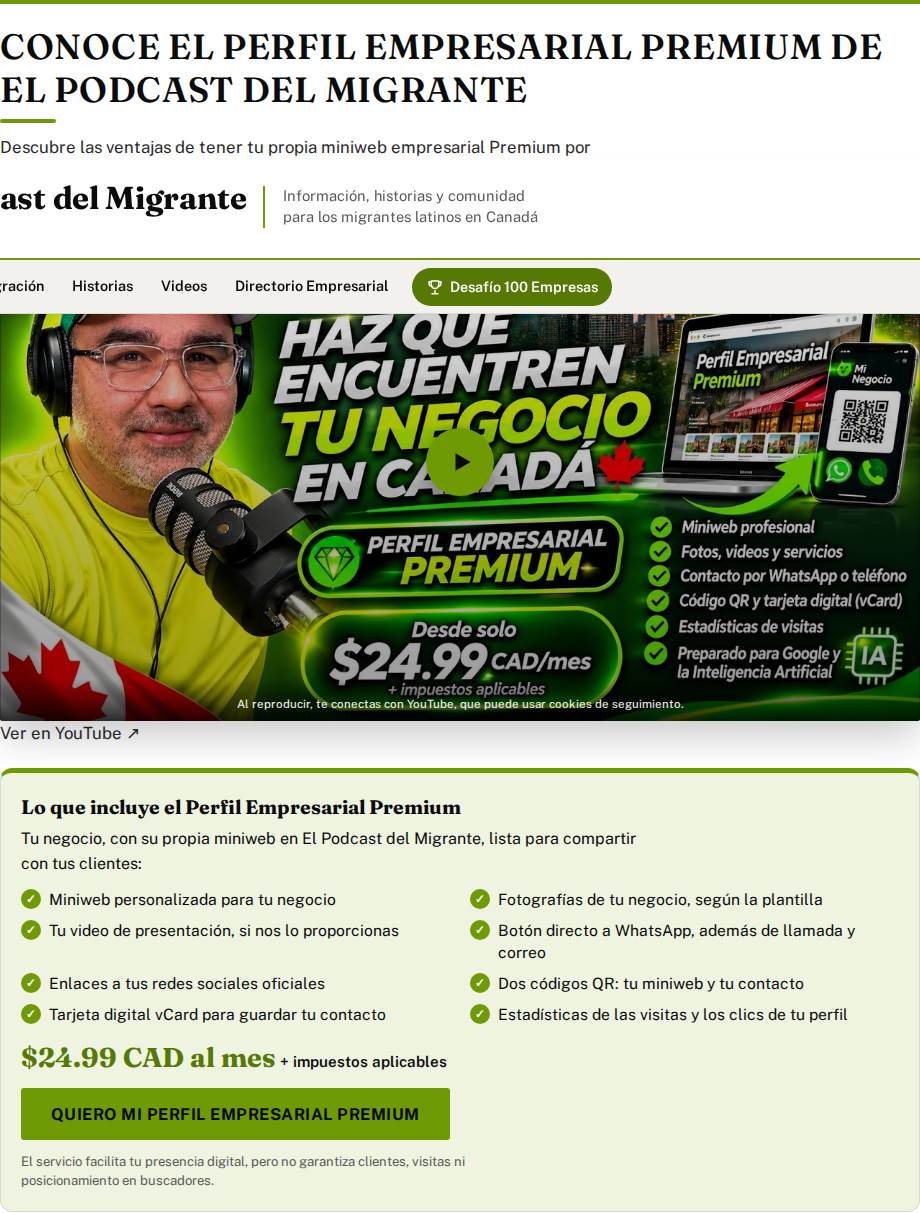 CONOCE EL PERFIL EMPRESARIAL PREMIUM DE
EL PODCAST DEL MIGRANTE
Descubre las ventajas de tener tu propia miniweb empresarial Premium por
ast del Migrante
Información, historias y comunidad
para los migrantes latinos en Canadá
gración Historias Videos Directorio Empresarial Desafío 100 Empresas
HAZ QUE
ENCUENTREN
TU NEGOCIO
EN CANADÁ
Perfil Empresarial
Premium
Mi
Negocio
RODE
PERFIL EMPRESARIAL
PREMIUM
Desde solo
$24.99 CAD/mes
+ impuestos aplicables
Miniweb profesional
Fotos, videos y servicios
Contacto por WhatsApp o teléfono
Código QR y tarjeta digital (vCard)
Estadísticas de visitas
Preparado para Google y
la Inteligencia Artificial
IA
Al reproducir, te conectas con YouTube, que puede usar cookies de seguimiento.
Ver en YouTube ↗
Lo que incluye el Perfil Empresarial Premium
Tu negocio, con su propia miniweb en El Podcast del Migrante, lista para compartir
con tus clientes:
Miniweb personalizada para tu negocio
Fotografías de tu negocio, según la plantilla
Tu video de presentación, si nos lo proporcionas
Botón directo a WhatsApp, además de llamada y
correo
Enlaces a tus redes sociales oficiales
Dos códigos QR: tu miniweb y tu contacto
Tarjeta digital vCard para guardar tu contacto
Estadísticas de las visitas y los clics de tu perfil
$24.99 CAD al mes + impuestos aplicables
QUIERO MI PERFIL EMPRESARIAL PREMIUM
El servicio facilita tu presencia digital, pero no garantiza clientes, visitas ni
posicionamiento en buscadores.